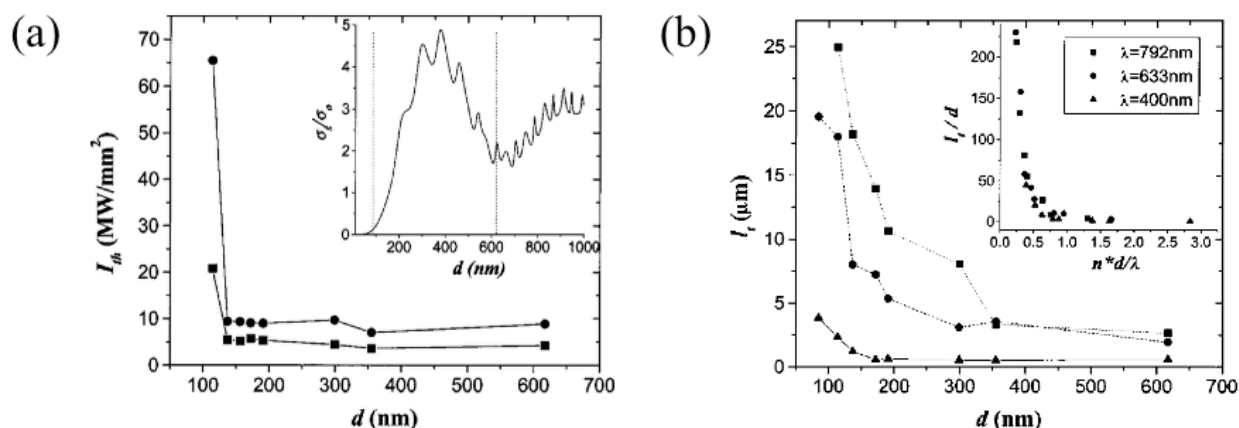 (a)
70
60
50
40
30
20
10
0
I_th (MW/mm²)
100 200 300 400 500 600 700
d (nm)
5
4
3
2
1
0
σ_s/σ_o
200 400 600 800 1000
d (nm)
(b)
25
20
15
10
5
0
l_t (μm)
100 200 300 400 500 600 700
d (nm)
200
150
100
50
0
l_t / d
0.0 0.5 1.0 1.5 2.0 2.5 3.0
n*d/λ
λ=792nm
λ=633nm
λ=400nm